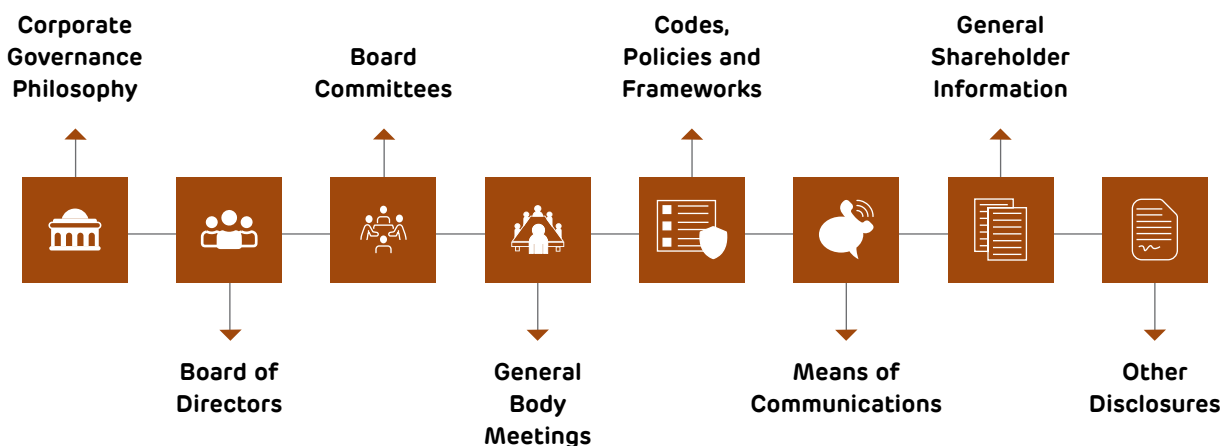 Corporate
Governance
Philosophy
Board
Committees
Codes,
Policies and
Frameworks
General
Shareholder
Information
Board of
Directors
General
Body
Meetings
Means of
Communications
Other
Disclosures